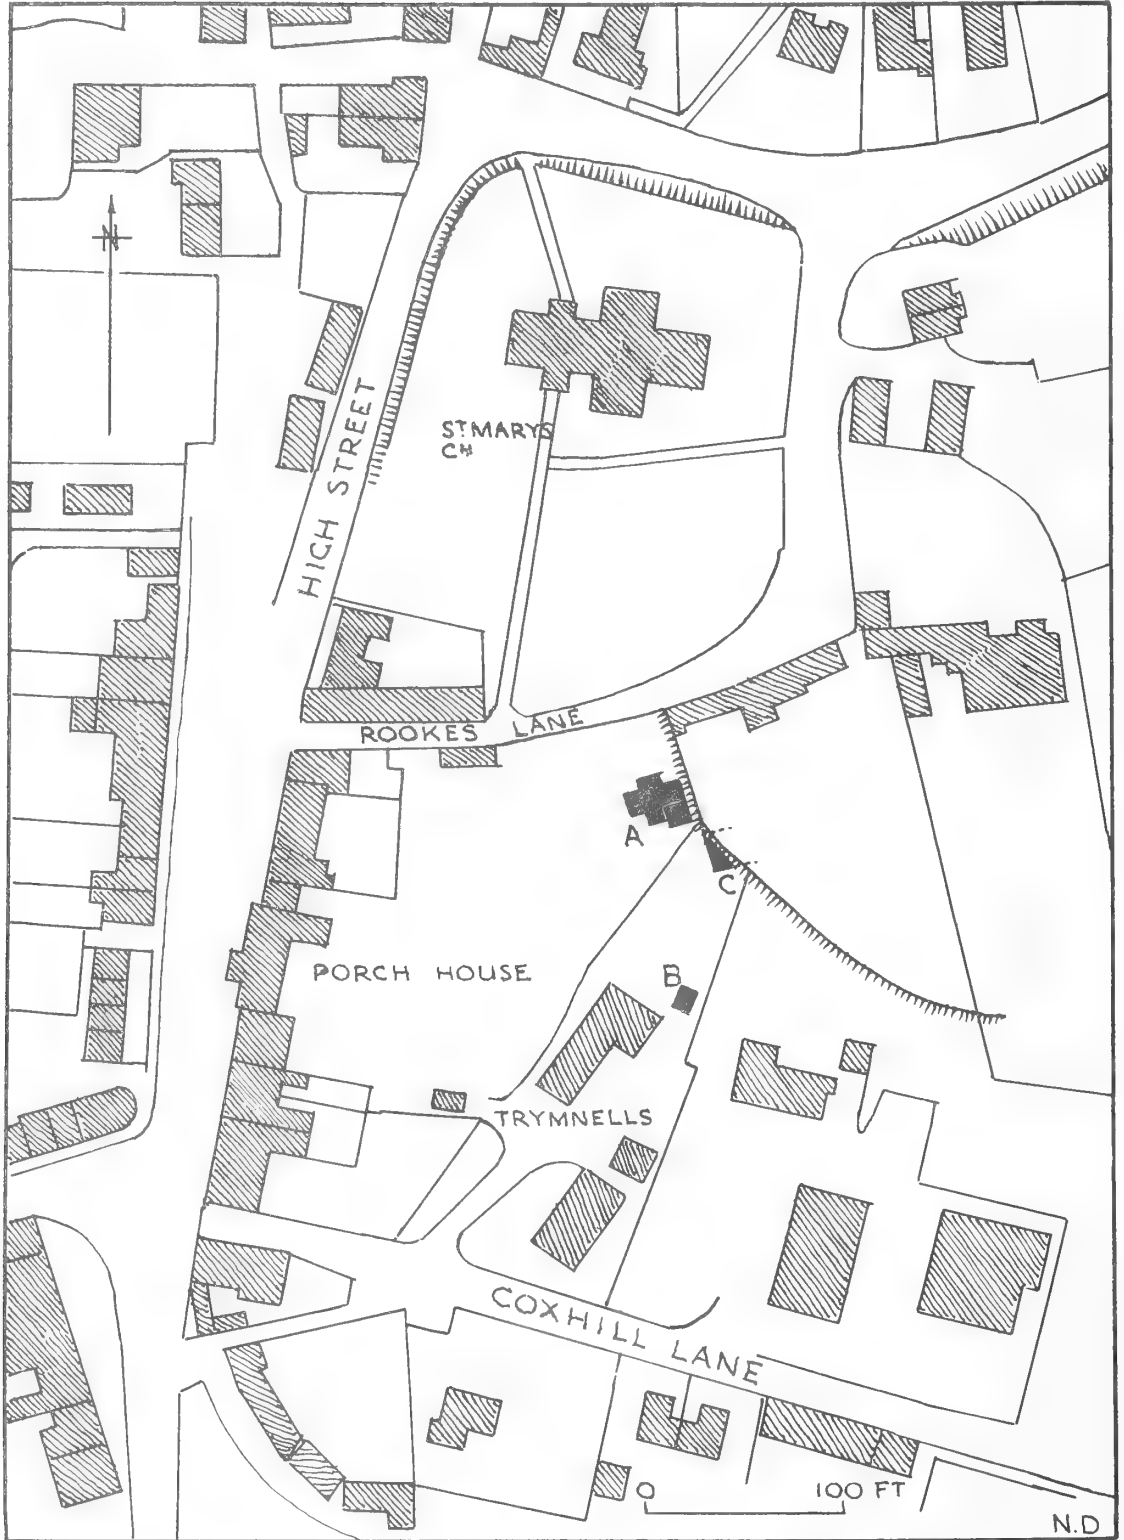 N
HIGH STREET
ST MARYS
CH
ROOKES LANE
A
C
PORCH HOUSE
B
TRYMNELLS
COXHILL LANE
0 100 FT
N.D